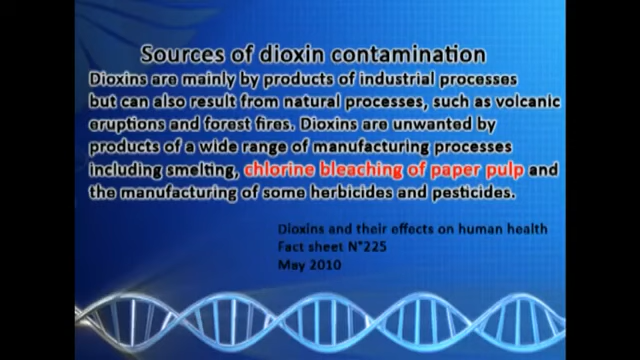 Sources of dioxin contamination
Dioxins are mainly by products of industrial processes
but can also result from natural processes, such as volcanic
eruptions and forest fires. Dioxins are unwanted by
products of a wide range of manufacturing processes
including smelting, chlorine bleaching of paper pulp and
the manufacturing of some herbicides and pesticides.
Dioxins and their effects on human health
Fact sheet N°225
May 2010